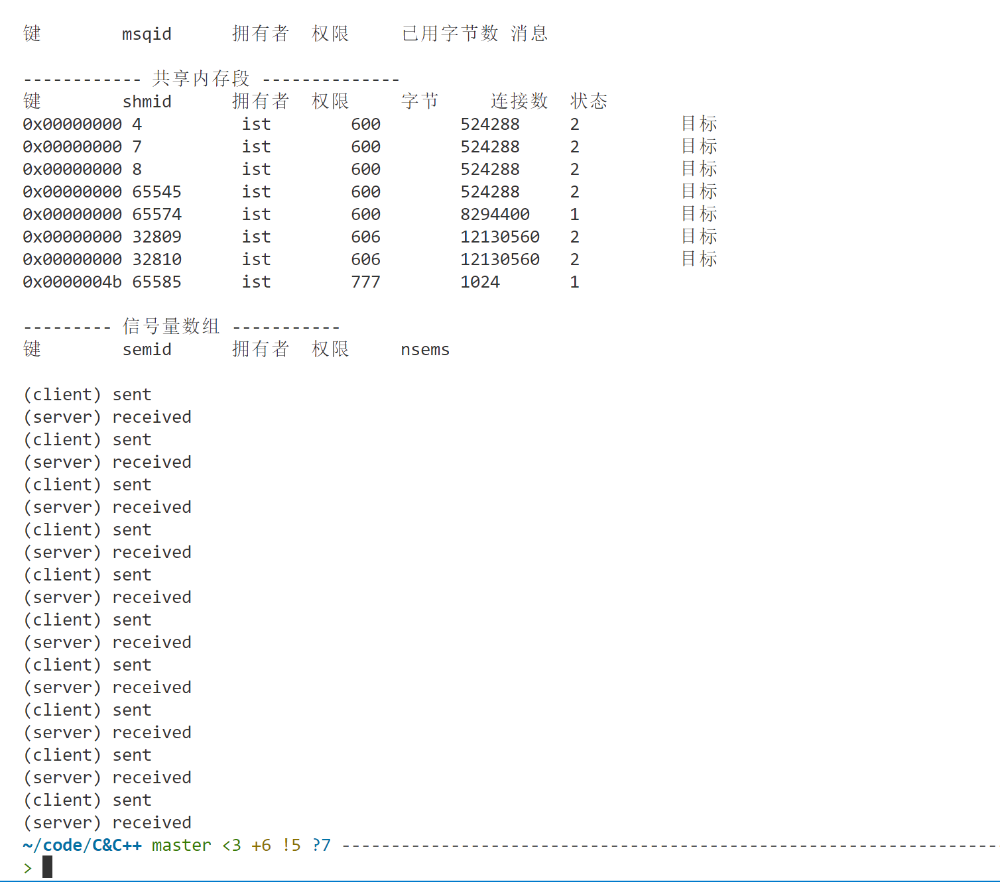 键        msqid      拥有者  权限     已用字节数 消息

------------ 共享内存段 --------------
键        shmid      拥有者  权限     字节     连接数  状态
0x00000000 4          ist        600        524288     2          目标
0x00000000 7          ist        600        524288     2          目标
0x00000000 8          ist        600        524288     2          目标
0x00000000 65545      ist        600        524288     2          目标
0x00000000 65574      ist        600        8294400    1          目标
0x00000000 32809      ist        606        12130560   2          目标
0x00000000 32810      ist        606        12130560   2          目标
0x0000004b 65585      ist        777        1024       1

--------- 信号量数组 -----------
键        semid      拥有者  权限     nsems

(client) sent
(server) received
(client) sent
(server) received
(client) sent
(server) received
(client) sent
(server) received
(client) sent
(server) received
(client) sent
(server) received
(client) sent
(server) received
(client) sent
(server) received
(client) sent
(server) received
(client) sent
(server) received
~/code/C&C++ master <3 +6 !5 ?7 ------------------------------------------------------------------
>